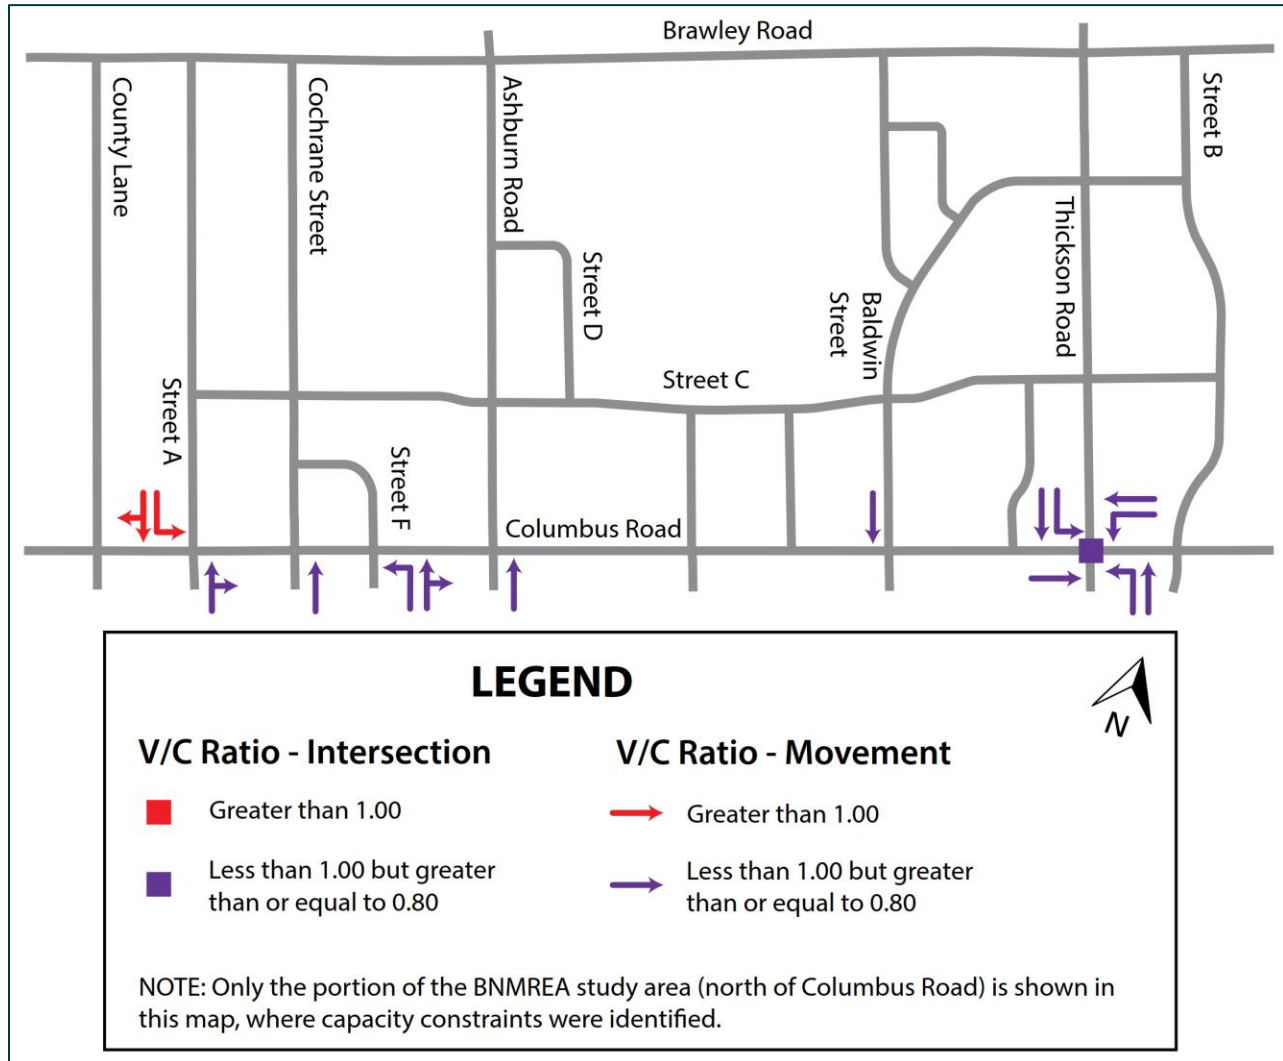 Brawley Road
County Lane
Cochrane Street
Ashburn Road
Street B
Thickson Road
Street D
Baldwin
Street
Street C
Street A
Street F
Columbus Road
LEGEND
N
V/C Ratio - Intersection
V/C Ratio - Movement
Greater than 1.00
Greater than 1.00
Less than 1.00 but greater
than or equal to 0.80
Less than 1.00 but greater
than or equal to 0.80
NOTE: Only the portion of the BNMREA study area (north of Columbus Road) is shown in
this map, where capacity constraints were identified.